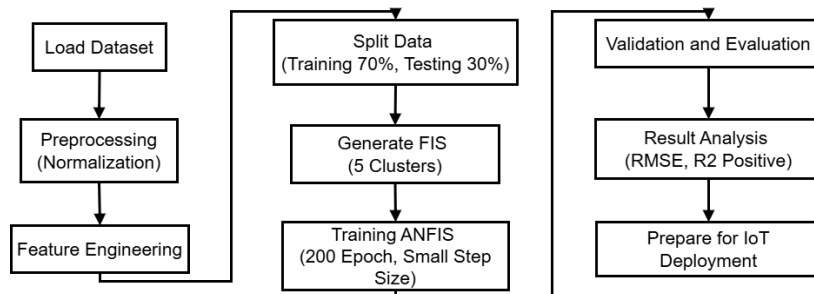 Load Dataset
Preprocessing
(Normalization)
Feature Engineering
Split Data
(Training 70%, Testing 30%)
Generate FIS
(5 Clusters)
Training ANFIS
(200 Epoch, Small Step
Size)
Validation and Evaluation
Result Analysis
(RMSE, R2 Positive)
Prepare for IoT
Deployment